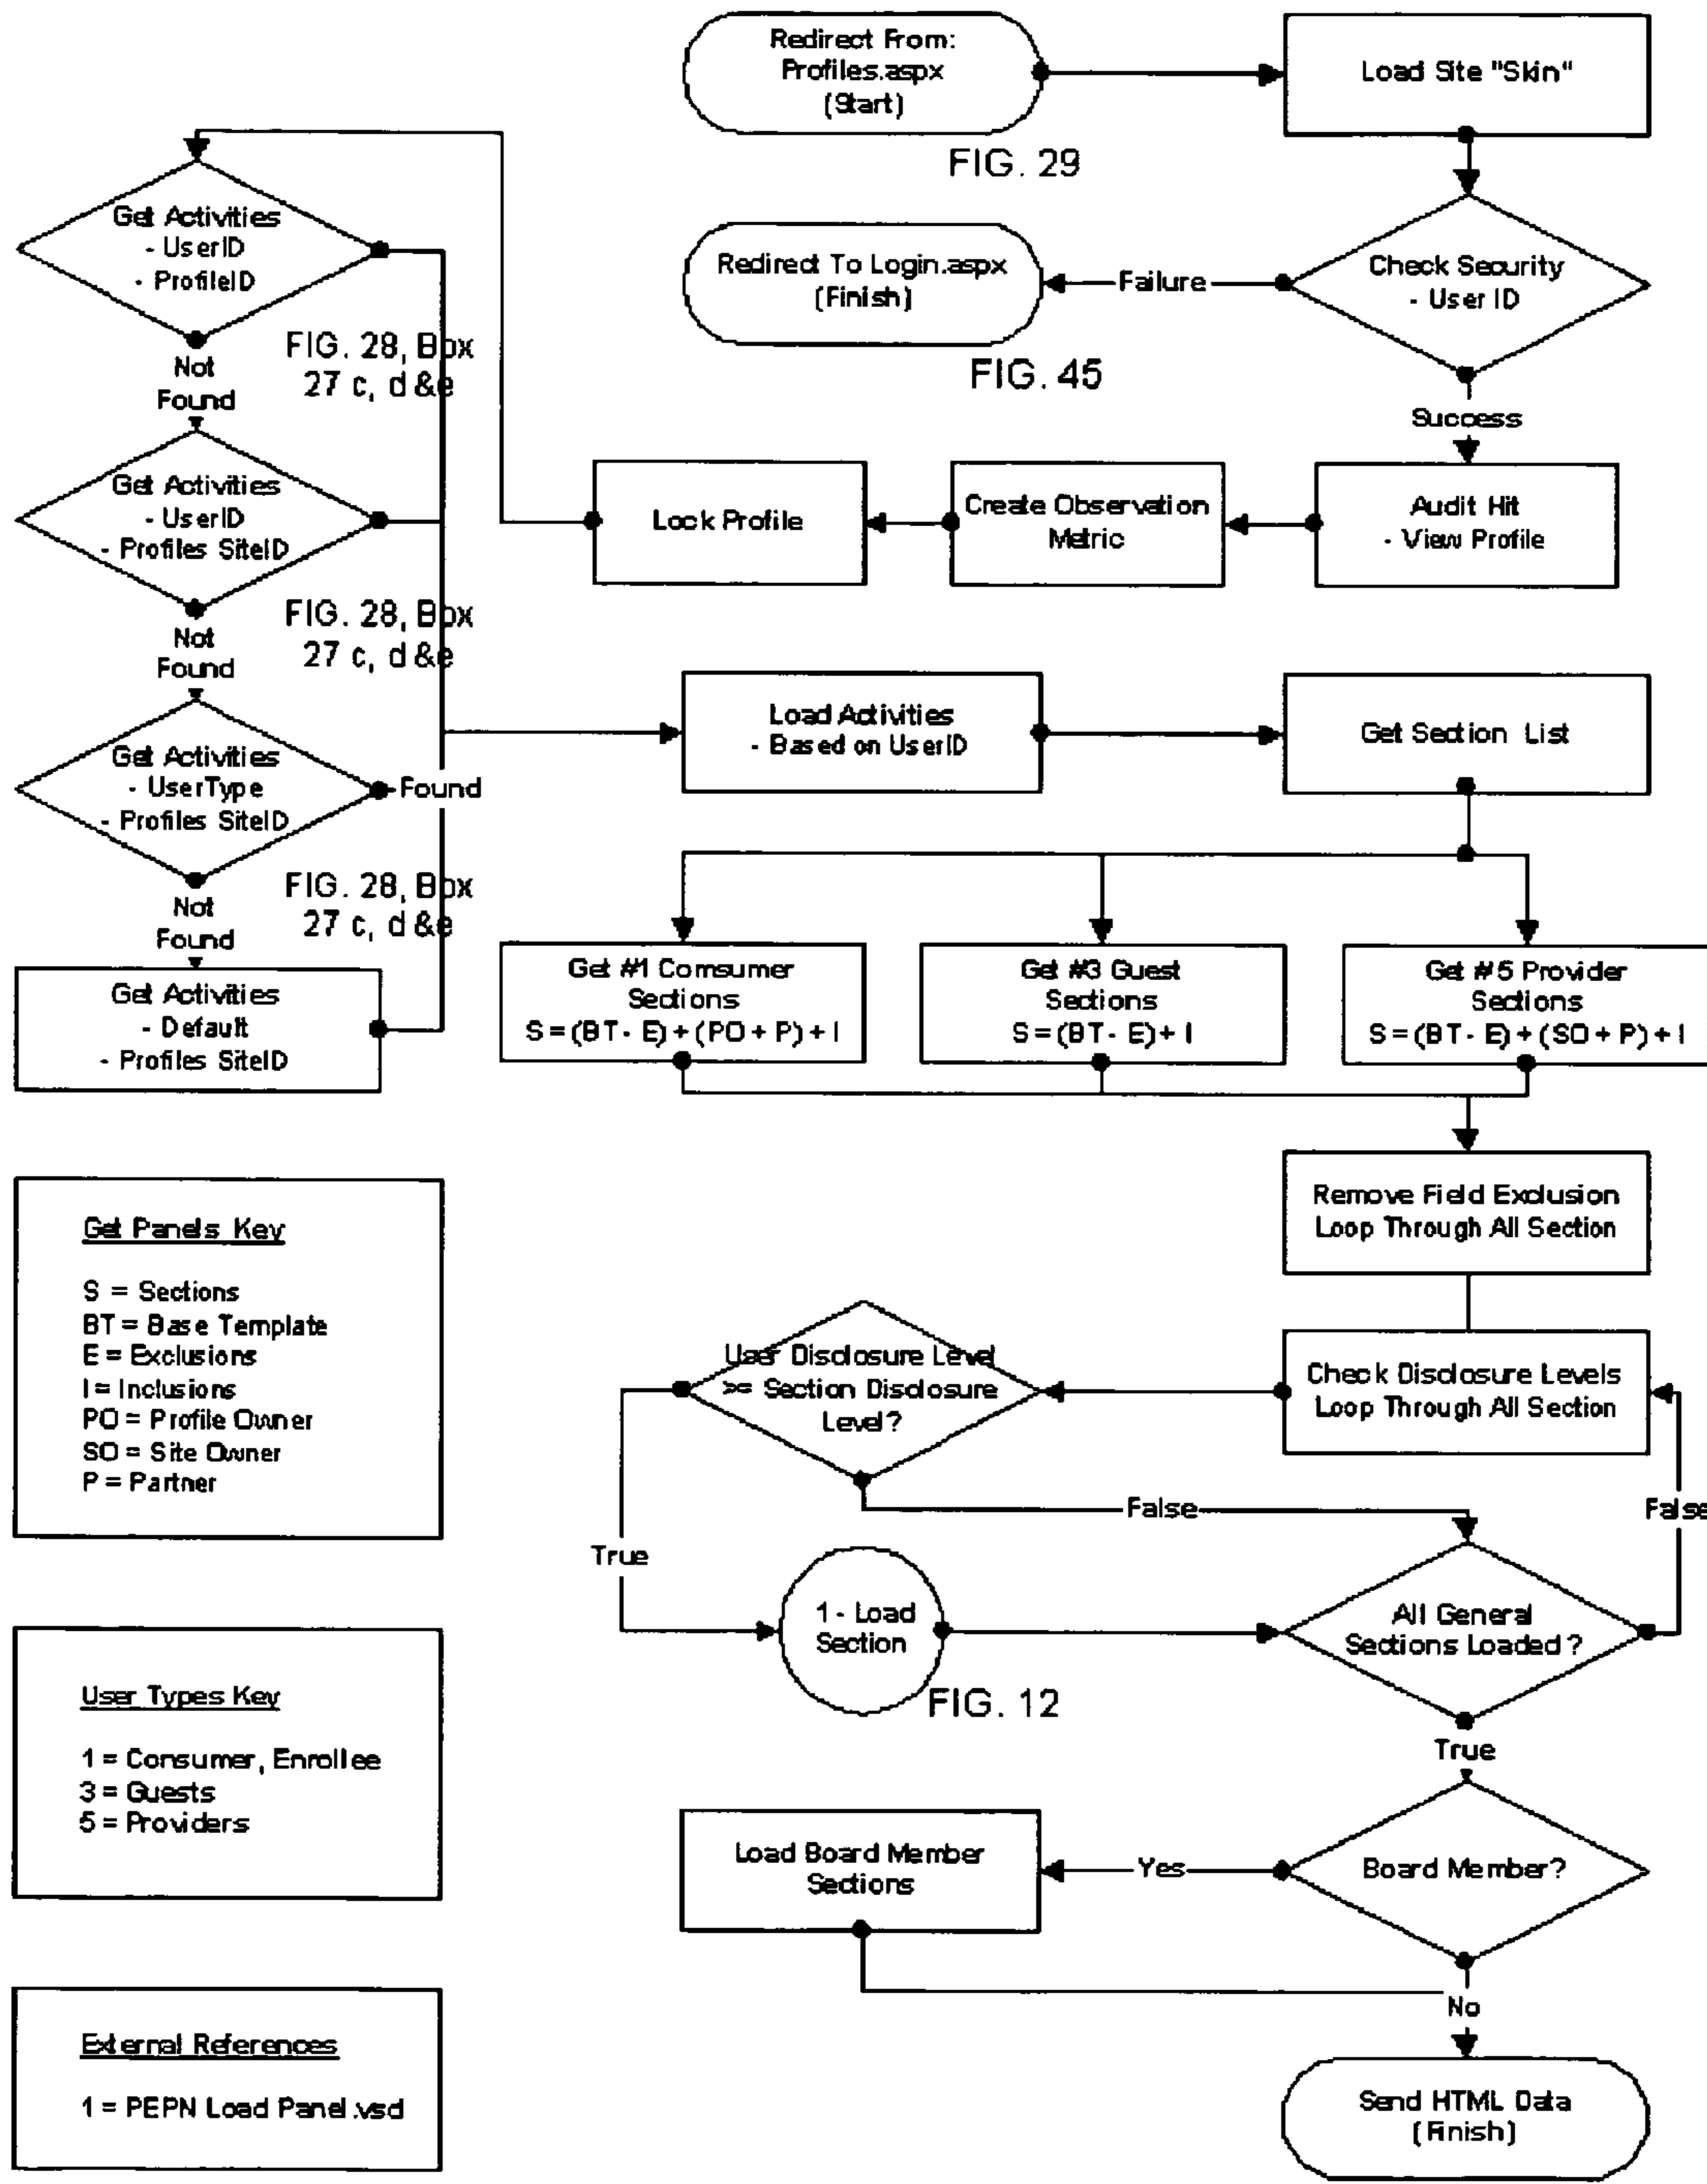 Redirect From:
Profiles.aspx
(Start)
FIG. 29
Load Site "Skin"
Check Security
- User ID
Failure
Redirect To Login.aspx
(Finish)
FIG. 45
Success
Audit Hit
- View Profile
Create Observation
Metric
Lock Profile
Get Activities
- UserID
- ProfileID
FIG. 28, Box
27 c, d &e
Not
Found
Get Activities
- UserID
- Profiles SiteID
FIG. 28, Box
27 c, d &e
Not
Found
Get Activities
- UserType
- Profiles SiteID
Found
FIG. 28, Box
27 c, d &e
Not
Found
Get Activities
- Default
- Profiles SiteID
Load Activities
- Based on UserID
Get Section List
Get #1 Comsumer
Sections
S = (BT - E) + (PO + P) + I
Get #3 Guest
Sections
S = (BT - E) + I
Get #5 Provider
Sections
S = (BT - E) + (SO + P) + I
Remove Field Exclusion
Loop Through All Section
Check Disclosure Levels
Loop Through All Section
User Disclosure Level
>= Section Disclosure
Level?
False
False
True
1 - Load
Section
FIG. 12
All General
Sections Loaded?
True
Board Member?
Yes
Load Board Member
Sections
No
Send HTML Data
(Finish)
Get Panels Key
S = Sections
BT = Base Template
E = Exclusions
I = Inclusions
PO = Profile Owner
SO = Site Owner
P = Partner
User Types Key
1 = Consumer, Enrollee
3 = Guests
5 = Providers
External References
1 = PEPN Load Panel.vsd